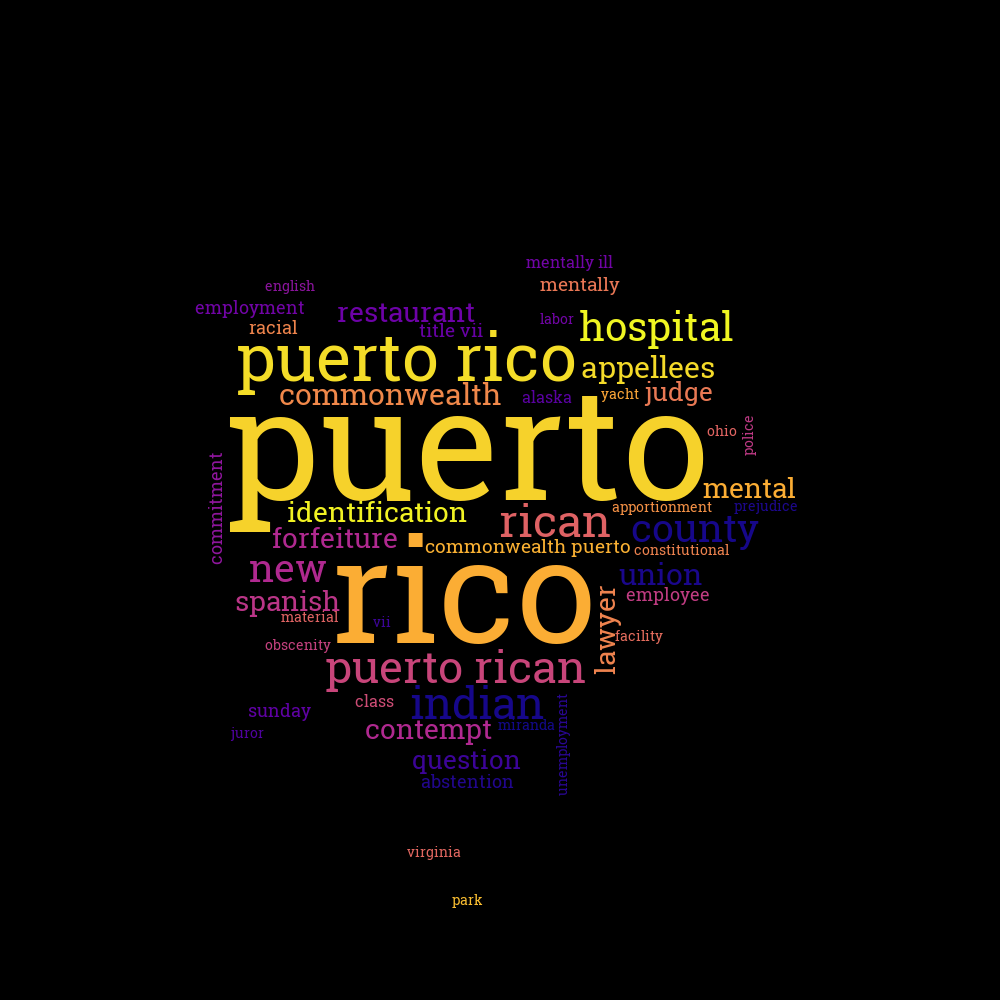 mentally ill
mentally
english
employment
restaurant
racial
title vii
labor
hospital
puerto rico
appellees
commonwealth
alaska
yacht
judge
puerto
ohio
police
commitment
mental
identification
rican
apportionment
prejudice
county
forfeiture
commonwealth puerto
constitutional
rico
new
union
spanish
employee
material
vii
lawyer
facility
obscenity
puerto rican
class
indian
sunday
miranda
unemployment
juror
contempt
question
abstention
virginia
park